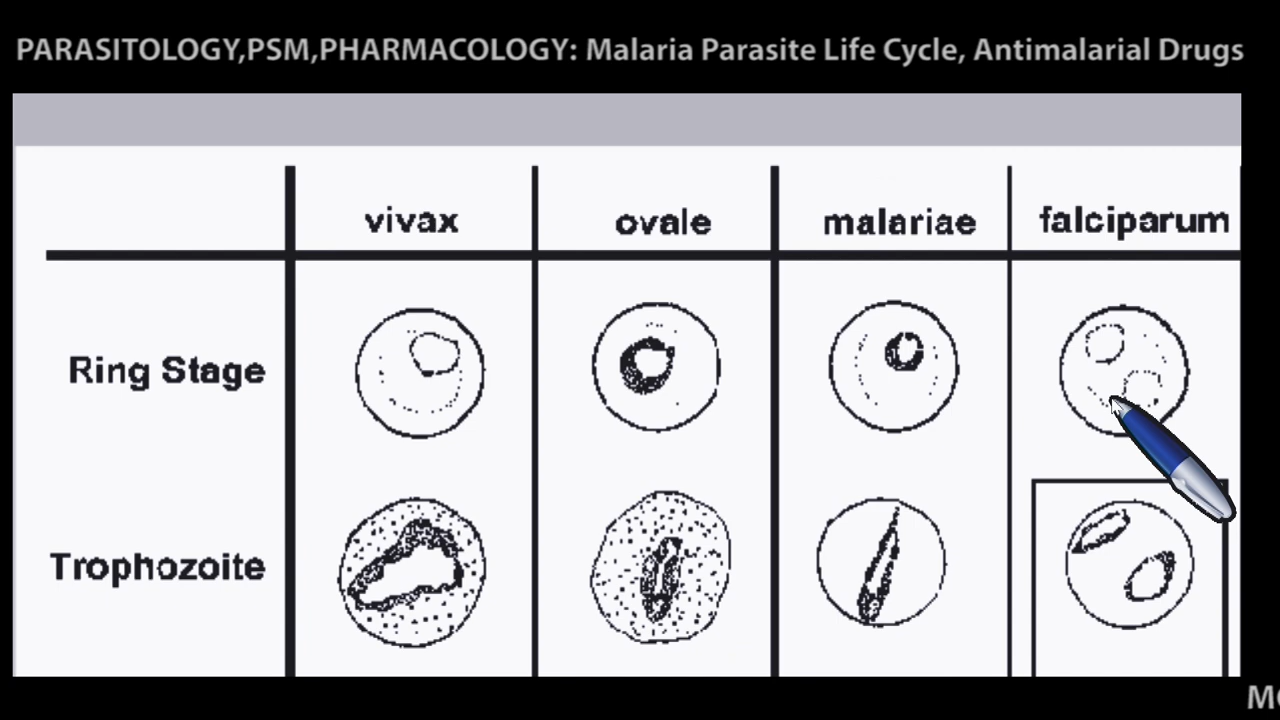 PARASITOLOGY,PSM,PHARMACOLOGY: Malaria Parasite Life Cycle, Antimalarial Drugs
vivax ovale malariae falciparum
Ring Stage
Trophozoite